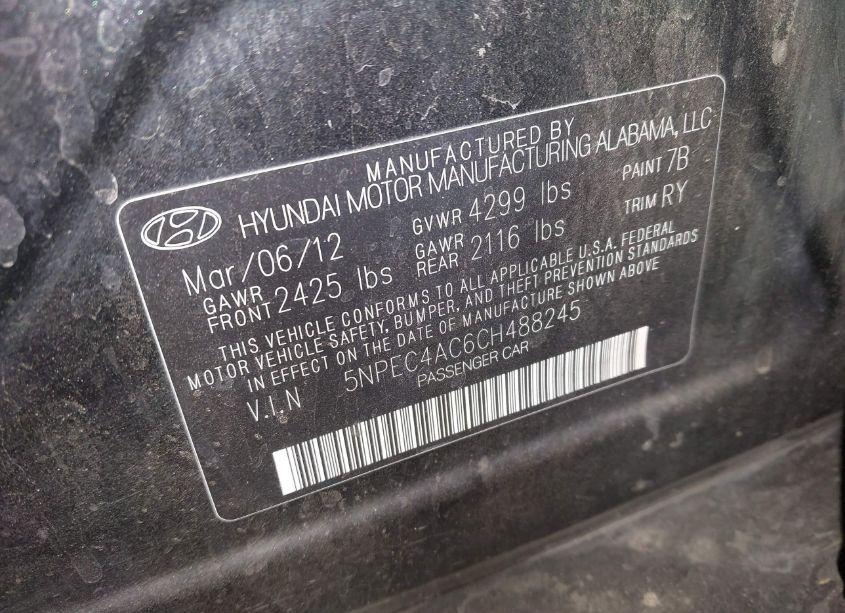 MANUFACTURED BY
HYUNDAI MOTOR MANUFACTURING ALABAMA, LLC
Mar/06/12 GVWR 4299 lbs PAINT 7B
GAWR FRONT 2425 lbs GAWR REAR 2116 lbs TRIM RY
THIS VEHICLE CONFORMS TO ALL APPLICABLE U.S.A. FEDERAL
MOTOR VEHICLE SAFETY, BUMPER, AND THEFT PREVENTION STANDARDS
IN EFFECT ON THE DATE OF MANUFACTURE SHOWN ABOVE
V.I.N 5NPEC4AC6CH488245
PASSENGER CAR